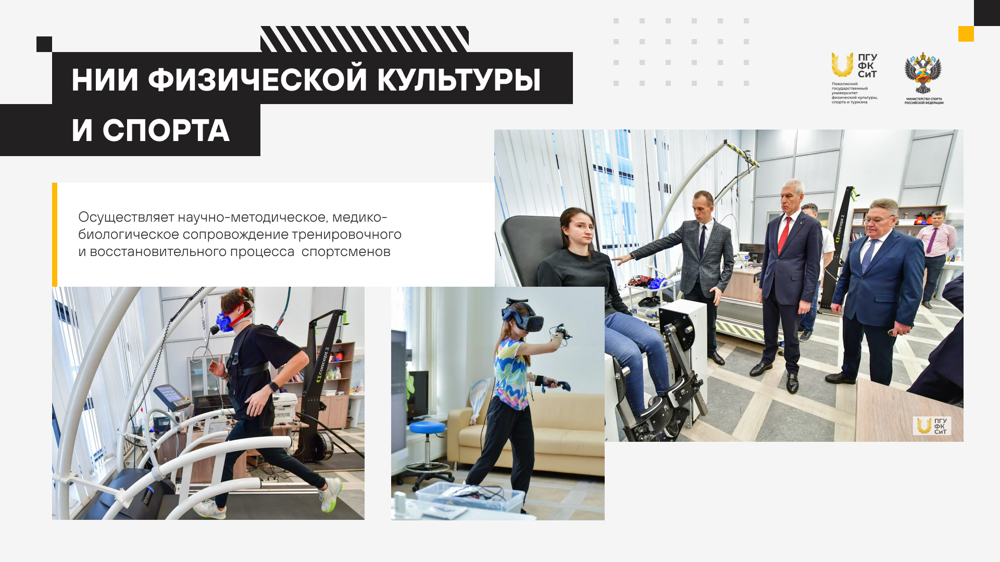 НИИ ФИЗИЧЕСКОЙ КУЛЬТУРЫ
И СПОРТА
ПГУ
ФК
СиТ
Поволжский
государственный
университет
физической культуры,
спорта и туризма
МИНИСТЕРСТВО СПОРТА
РОССИЙСКОЙ ФЕДЕРАЦИИ
Осуществляет научно-методическое, медико-
биологическое сопровождение тренировочного
и восстановительного процесса спортсменов
concept 2
concept 2
ПГУ
ФК
СиТ